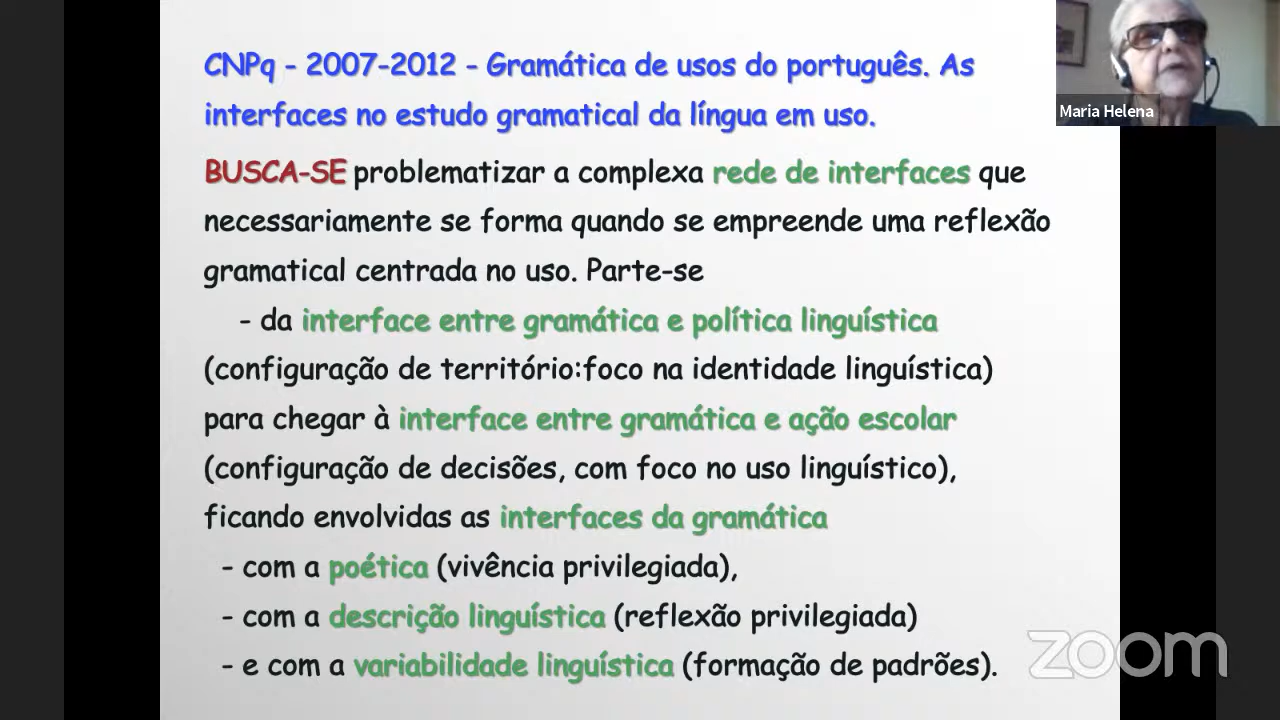 CNPq - 2007-2012 - Gramática de usos do português. As
interfaces no estudo gramatical da língua em uso.
BUSCA-SE problematizar a complexa rede de interfaces que
necessariamente se forma quando se empreende uma reflexão
gramatical centrada no uso. Parte-se
- da interface entre gramática e política linguística
(configuração de território:foco na identidade linguística)
para chegar à interface entre gramática e ação escolar
(configuração de decisões, com foco no uso linguístico),
ficando envolvidas as interfaces da gramática
- com a poética (vivência privilegiada),
- com a descrição linguística (reflexão privilegiada)
- e com a variabilidade linguística (formação de padrões).
Maria Helena
zoom